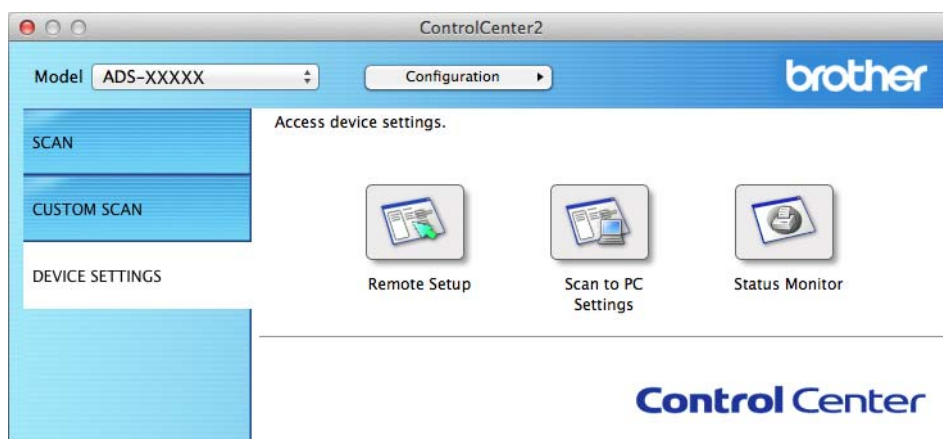 ControlCenter2
Model ADS-XXXXX Configuration brother
SCAN
CUSTOM SCAN
DEVICE SETTINGS
Access device settings.
Remote Setup
Scan to PC
Settings
Status Monitor
Control Center